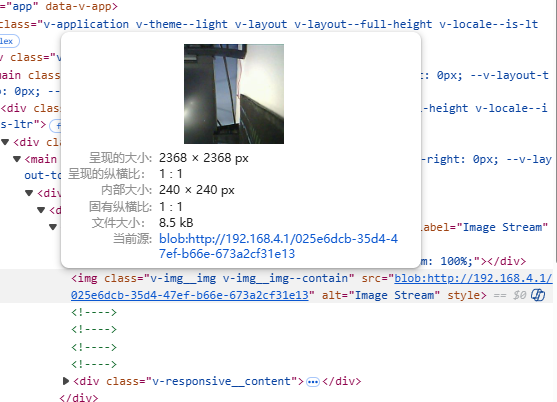 "app" data-v-app>
class="v-application v-theme--light v-layout v-layout--full-height v-locale--is-lt
lex
v class="v-
main class
: 0px; --v-layout-t
: 0px; --
<div class
l-height v-locale--i
s-ltr">
<div cl
<main
-right: 0px; --v-lay
out-to
<div
<d
label="Image Stream"
om: 100%;"></div>
呈现的大小: 2368 × 2368 px
呈现的纵横比: 1 : 1
内部大小: 240 × 240 px
固有纵横比: 1 : 1
文件大小: 8.5 kB
当前源: blob:http://192.168.4.1/025e6dcb-35d4-4
7ef-b66e-673a2cf31e13
<img class="v-img__img v-img__img--contain" src="blob:http://192.168.4.1/
025e6dcb-35d4-47ef-b66e-673a2cf31e13" alt="Image Stream" style> == $0
<!---->
<!---->
<!---->
<!---->
<div class="v-responsive__content"> ⋯ </div>
</div>